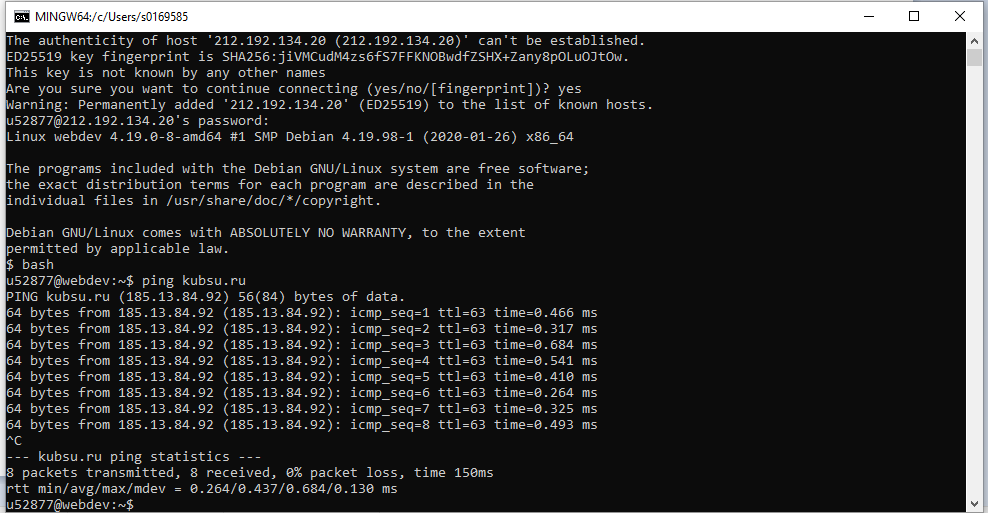 MINGW64:/c/Users/s0169585
The authenticity of host '212.192.134.20 (212.192.134.20)' can't be established.
ED25519 key fingerprint is SHA256:jiVMCudM4zs6fS7FFKNOBwdfZSHX+Zany8pOLuOJtOw.
This key is not known by any other names
Are you sure you want to continue connecting (yes/no/[fingerprint])? yes
Warning: Permanently added '212.192.134.20' (ED25519) to the list of known hosts.
u52877@212.192.134.20's password:
Linux webdev 4.19.0-8-amd64 #1 SMP Debian 4.19.98-1 (2020-01-26) x86_64
The programs included with the Debian GNU/Linux system are free software;
the exact distribution terms for each program are described in the
individual files in /usr/share/doc/*/copyright.
Debian GNU/Linux comes with ABSOLUTELY NO WARRANTY, to the extent
permitted by applicable law.
$ bash
u52877@webdev:~$ ping kubsu.ru
PING kubsu.ru (185.13.84.92) 56(84) bytes of data.
64 bytes from 185.13.84.92 (185.13.84.92): icmp_seq=1 ttl=63 time=0.466 ms
64 bytes from 185.13.84.92 (185.13.84.92): icmp_seq=2 ttl=63 time=0.317 ms
64 bytes from 185.13.84.92 (185.13.84.92): icmp_seq=3 ttl=63 time=0.684 ms
64 bytes from 185.13.84.92 (185.13.84.92): icmp_seq=4 ttl=63 time=0.541 ms
64 bytes from 185.13.84.92 (185.13.84.92): icmp_seq=5 ttl=63 time=0.410 ms
64 bytes from 185.13.84.92 (185.13.84.92): icmp_seq=6 ttl=63 time=0.264 ms
64 bytes from 185.13.84.92 (185.13.84.92): icmp_seq=7 ttl=63 time=0.325 ms
64 bytes from 185.13.84.92 (185.13.84.92): icmp_seq=8 ttl=63 time=0.493 ms
^C
--- kubsu.ru ping statistics ---
8 packets transmitted, 8 received, 0% packet loss, time 150ms
rtt min/avg/max/mdev = 0.264/0.437/0.684/0.130 ms
u52877@webdev:~$